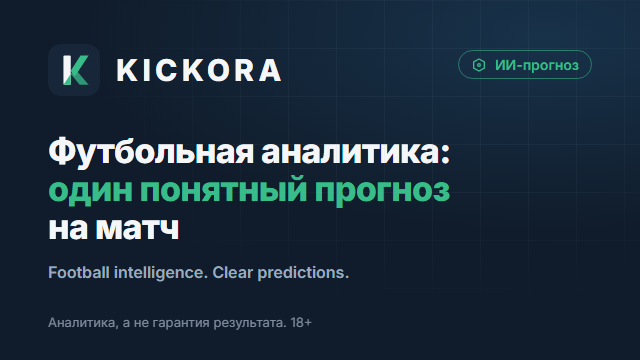 KICKORA
ИИ-прогноз
Футбольная аналитика:
один понятный прогноз
на матч
Football intelligence. Clear predictions.
Аналитика, а не гарантия результата. 18+